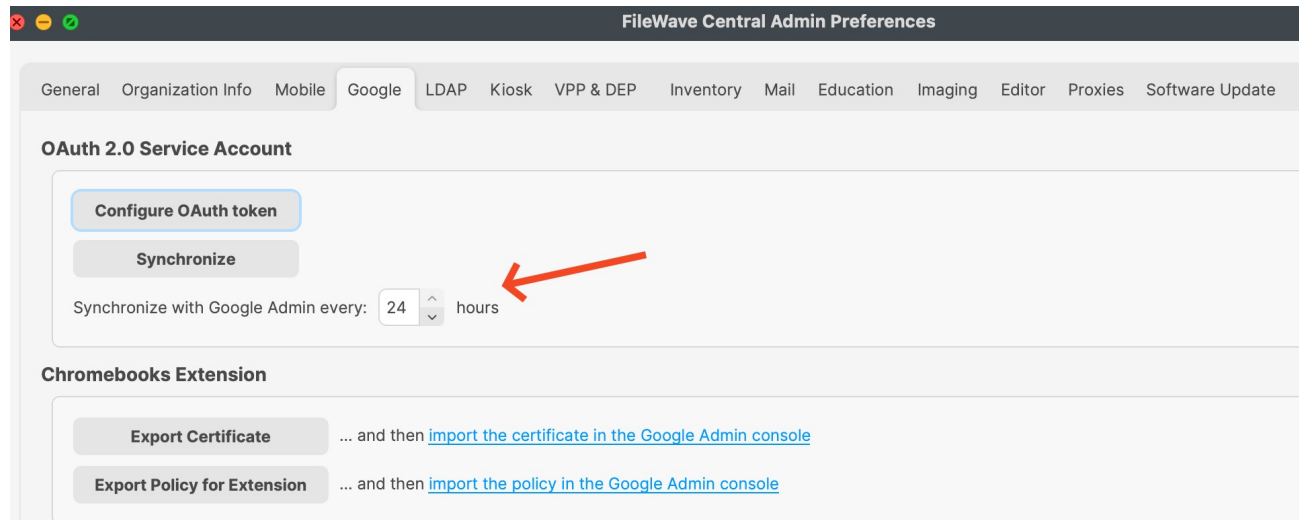 FileWave Central Admin Preferences
General Organization Info Mobile Google LDAP Kiosk VPP & DEP Inventory Mail Education Imaging Editor Proxies Software Update
OAuth 2.0 Service Account
Configure OAuth token
Synchronize
Synchronize with Google Admin every: 24 hours
Chromebooks Extension
Export Certificate ... and then import the certificate in the Google Admin console
Export Policy for Extension ... and then import the policy in the Google Admin console